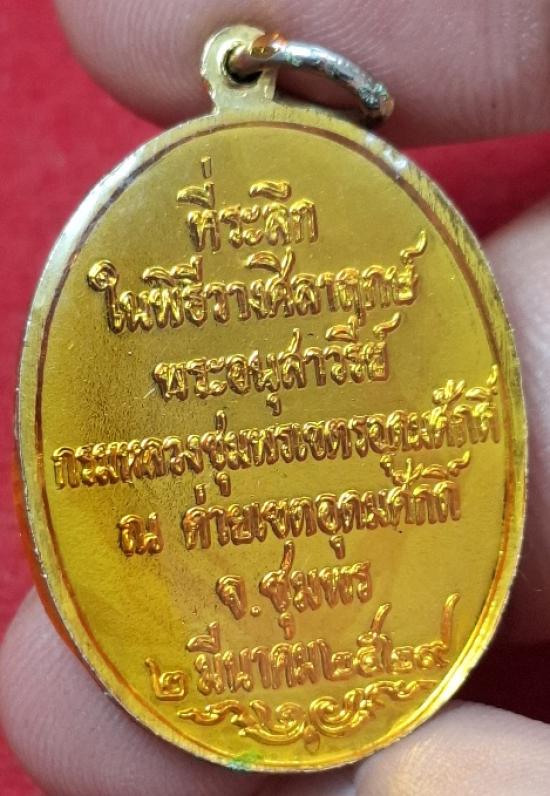 ที่ระลึก
ในพิธีวางศิลาฤกษ์
พระอนุสาวรีย์
กรมหลวงชุมพรเขตรอุดมศักดิ์
ณ ค่ายเขตอุดมศักดิ์
จ.ชุมพร
๒ มีนาคม ๒๕๒๙